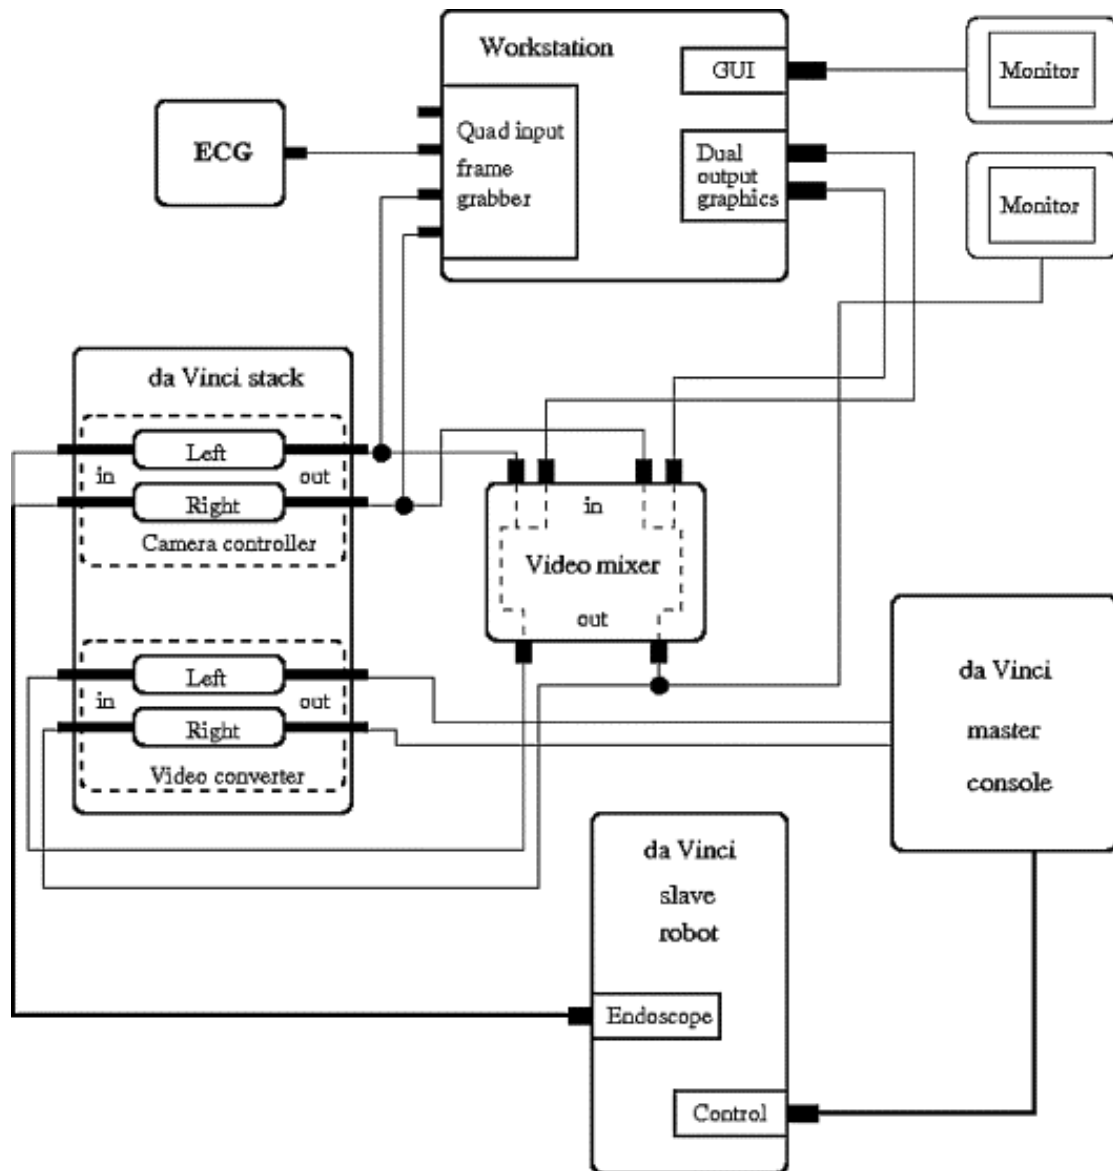 Workstation
GUI
Monitor
ECG
Quad input
frame
grabber
Dual
output
graphics
Monitor
da Vinci stack
Left
in
out
Right
Camera controller
in
Video mixer
out
Left
in
out
Right
Video converter
da Vinci
master
console
da Vinci
slave
robot
Endoscope
Control